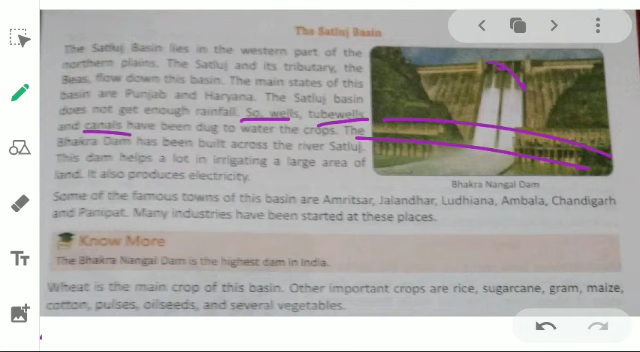 The Satluj Basin
The Satluj Basin lies in the western part of the
northern plains. The Satluj and its tributary, the
Beas, flow down this basin. The main states of this
basin are Punjab and Haryana. The Satluj basin
does not get enough rainfall. So, wells, tubewells
and canals have been dug to water the crops. The
Bhakra Dam has been built across the river Satluj.
This dam helps a lot in irrigating a large area of
land. It also produces electricity.
Bhakra Nangal Dam
Some of the famous towns of this basin are Amritsar, Jalandhar, Ludhiana, Ambala, Chandigarh
and Panipat. Many industries have been started at these places.
Know More
The Bhakra Nangal Dam is the highest dam in India.
Wheat is the main crop of this basin. Other important crops are rice, sugarcane, gram, maize,
cotton, pulses, oilseeds, and several vegetables.
TT